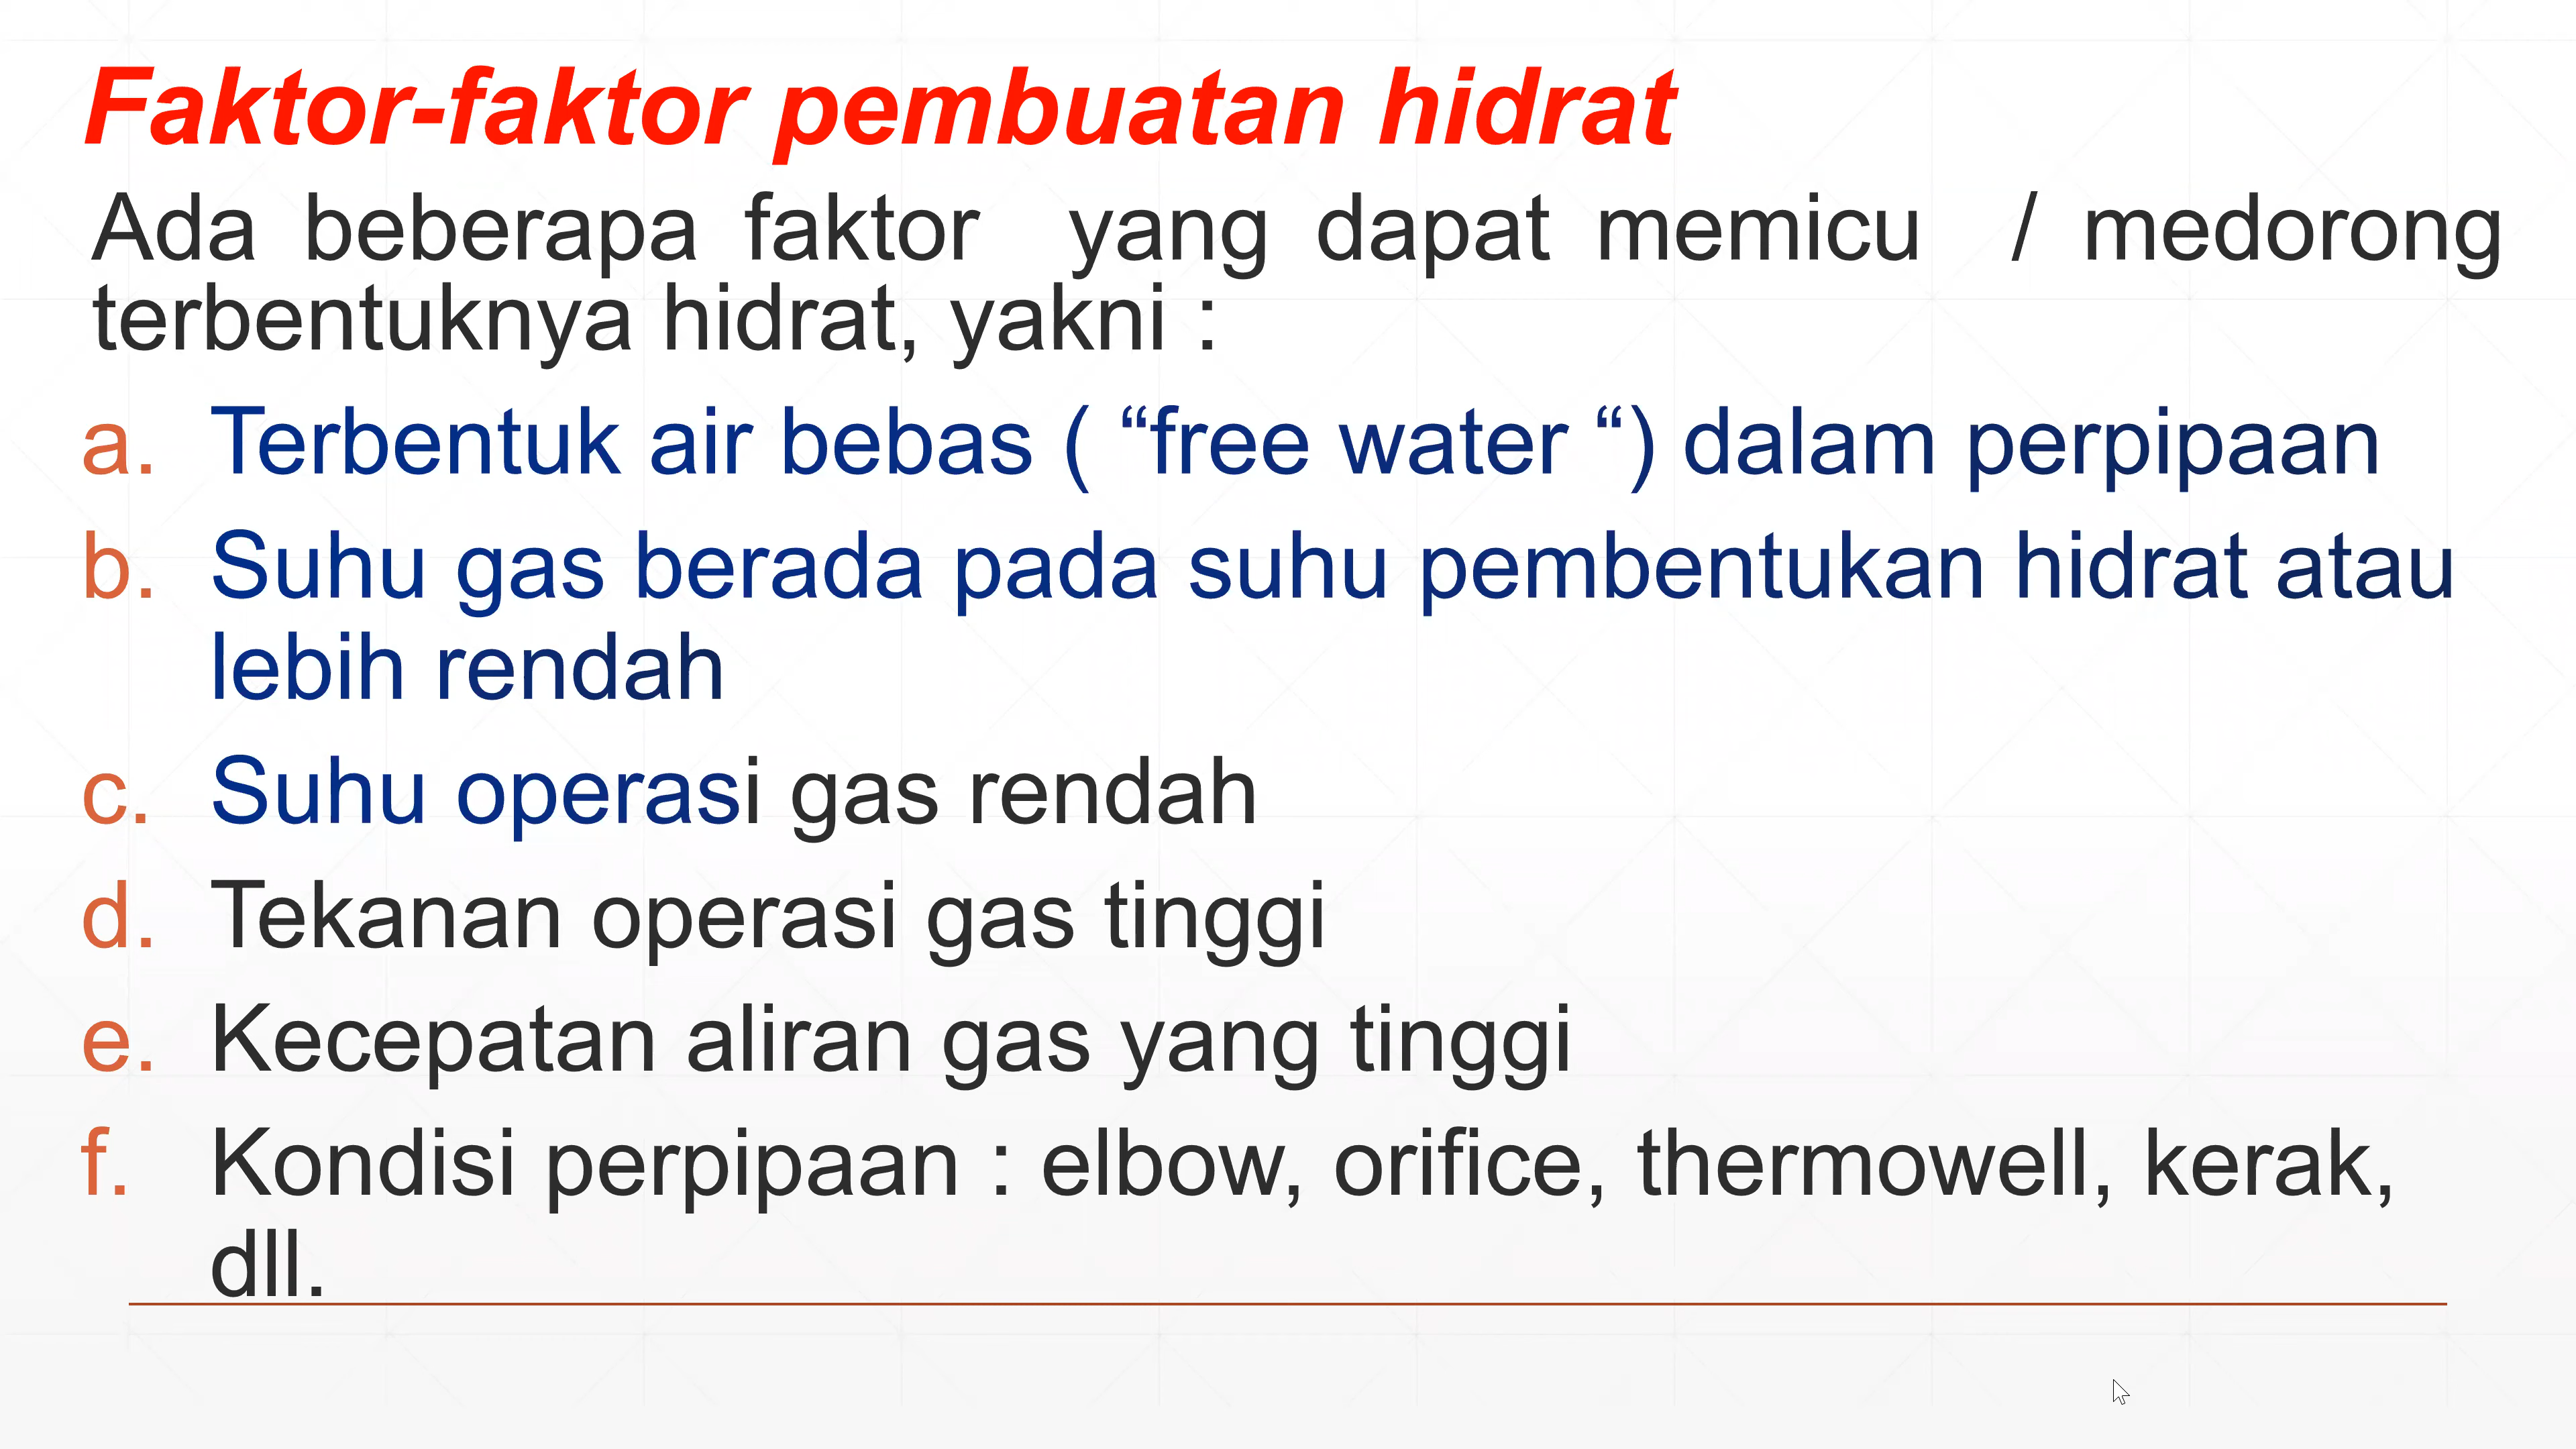 Faktor-faktor pembuatan hidrat
Ada beberapa faktor yang dapat memicu / medorong
terbentuknya hidrat, yakni :
a. Terbentuk air bebas ( “free water “) dalam perpipaan
b. Suhu gas berada pada suhu pembentukan hidrat atau
lebih rendah
c. Suhu operasi gas rendah
d. Tekanan operasi gas tinggi
e. Kecepatan aliran gas yang tinggi
f. Kondisi perpipaan : elbow, orifice, thermowell, kerak,
dll.